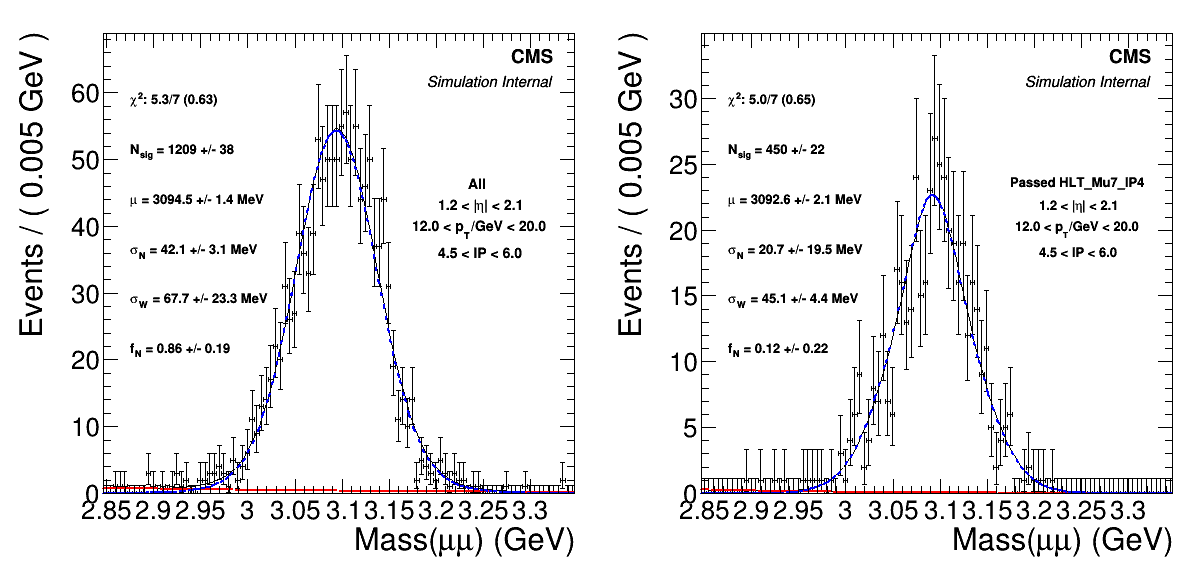 Events / ( 0.005 GeV )
60
50
40
30
20
10
0
CMS
Simulation Internal
χ²: 5.3/7 (0.63)
N_sig = 1209 +/- 38
μ = 3094.5 +/- 1.4 MeV
σ_N = 42.1 +/- 3.1 MeV
σ_W = 67.7 +/- 23.3 MeV
f_N = 0.86 +/- 0.19
All
1.2 < |η| < 2.1
12.0 < p_T/GeV < 20.0
4.5 < IP < 6.0
2.85 2.9 2.95 3 3.05 3.1 3.15 3.2 3.25 3.3
Mass(μμ) (GeV)
Events / ( 0.005 GeV )
30
25
20
15
10
5
0
CMS
Simulation Internal
χ²: 5.0/7 (0.65)
N_sig = 450 +/- 22
μ = 3092.6 +/- 2.1 MeV
σ_N = 20.7 +/- 19.5 MeV
σ_W = 45.1 +/- 4.4 MeV
f_N = 0.12 +/- 0.22
Passed HLT_Mu7_IP4
1.2 < |η| < 2.1
12.0 < p_T/GeV < 20.0
4.5 < IP < 6.0
2.85 2.9 2.95 3 3.05 3.1 3.15 3.2 3.25 3.3
Mass(μμ) (GeV)